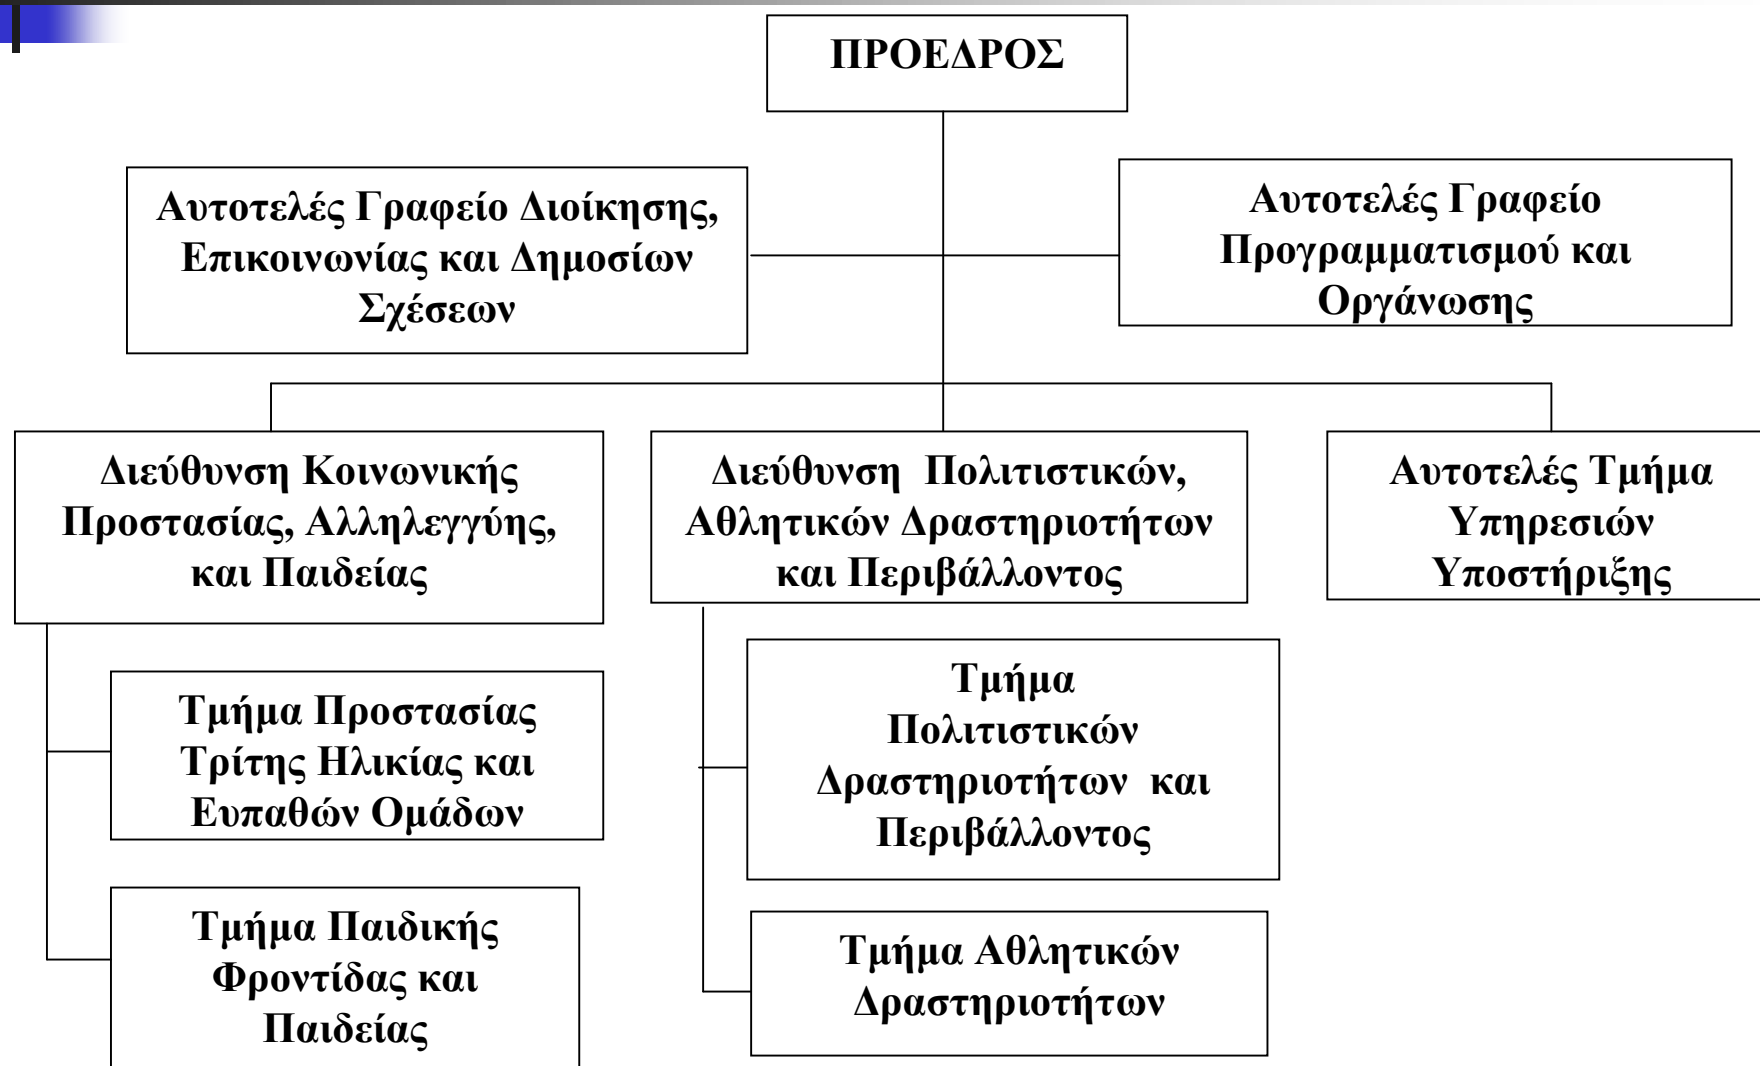 ΠΡΟΕΔΡΟΣ
Αυτοτελές Γραφείο Διοίκησης,
Επικοινωνίας και Δημοσίων
Σχέσεων
Αυτοτελές Γραφείο
Προγραμματισμού και
Οργάνωσης
Διεύθυνση Κοινωνικής
Προστασίας, Αλληλεγγύης,
και Παιδείας
Διεύθυνση  Πολιτιστικών,
Αθλητικών Δραστηριοτήτων
και Περιβάλλοντος
Αυτοτελές Τμήμα
Υπηρεσιών
Υποστήριξης
Τμήμα Προστασίας
Τρίτης Ηλικίας και
Ευπαθών Ομάδων
Τμήμα Παιδικής
Φροντίδας και
Παιδείας
Τμήμα
Πολιτιστικών
Δραστηριοτήτων  και
Περιβάλλοντος
Τμήμα Αθλητικών
Δραστηριοτήτων